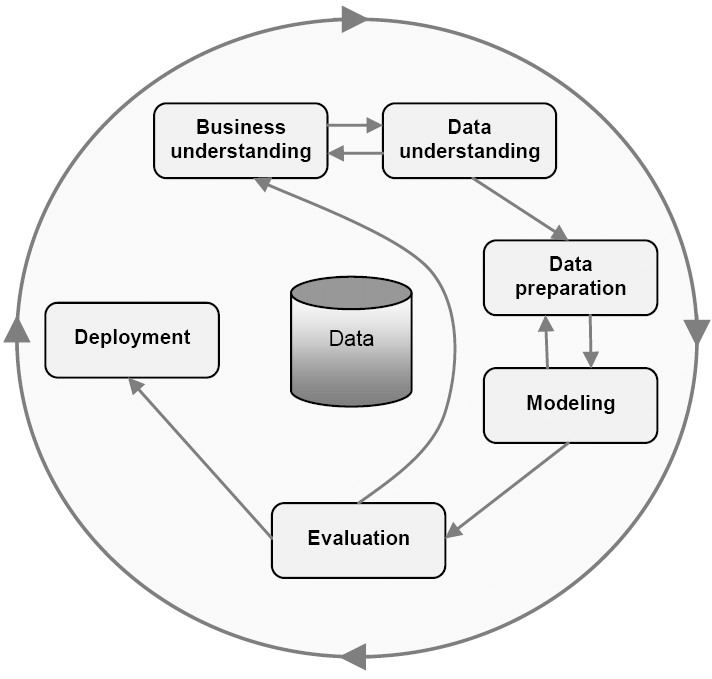 Business
understanding
Data
understanding
Data
preparation
Deployment
Data
Modeling
Evaluation